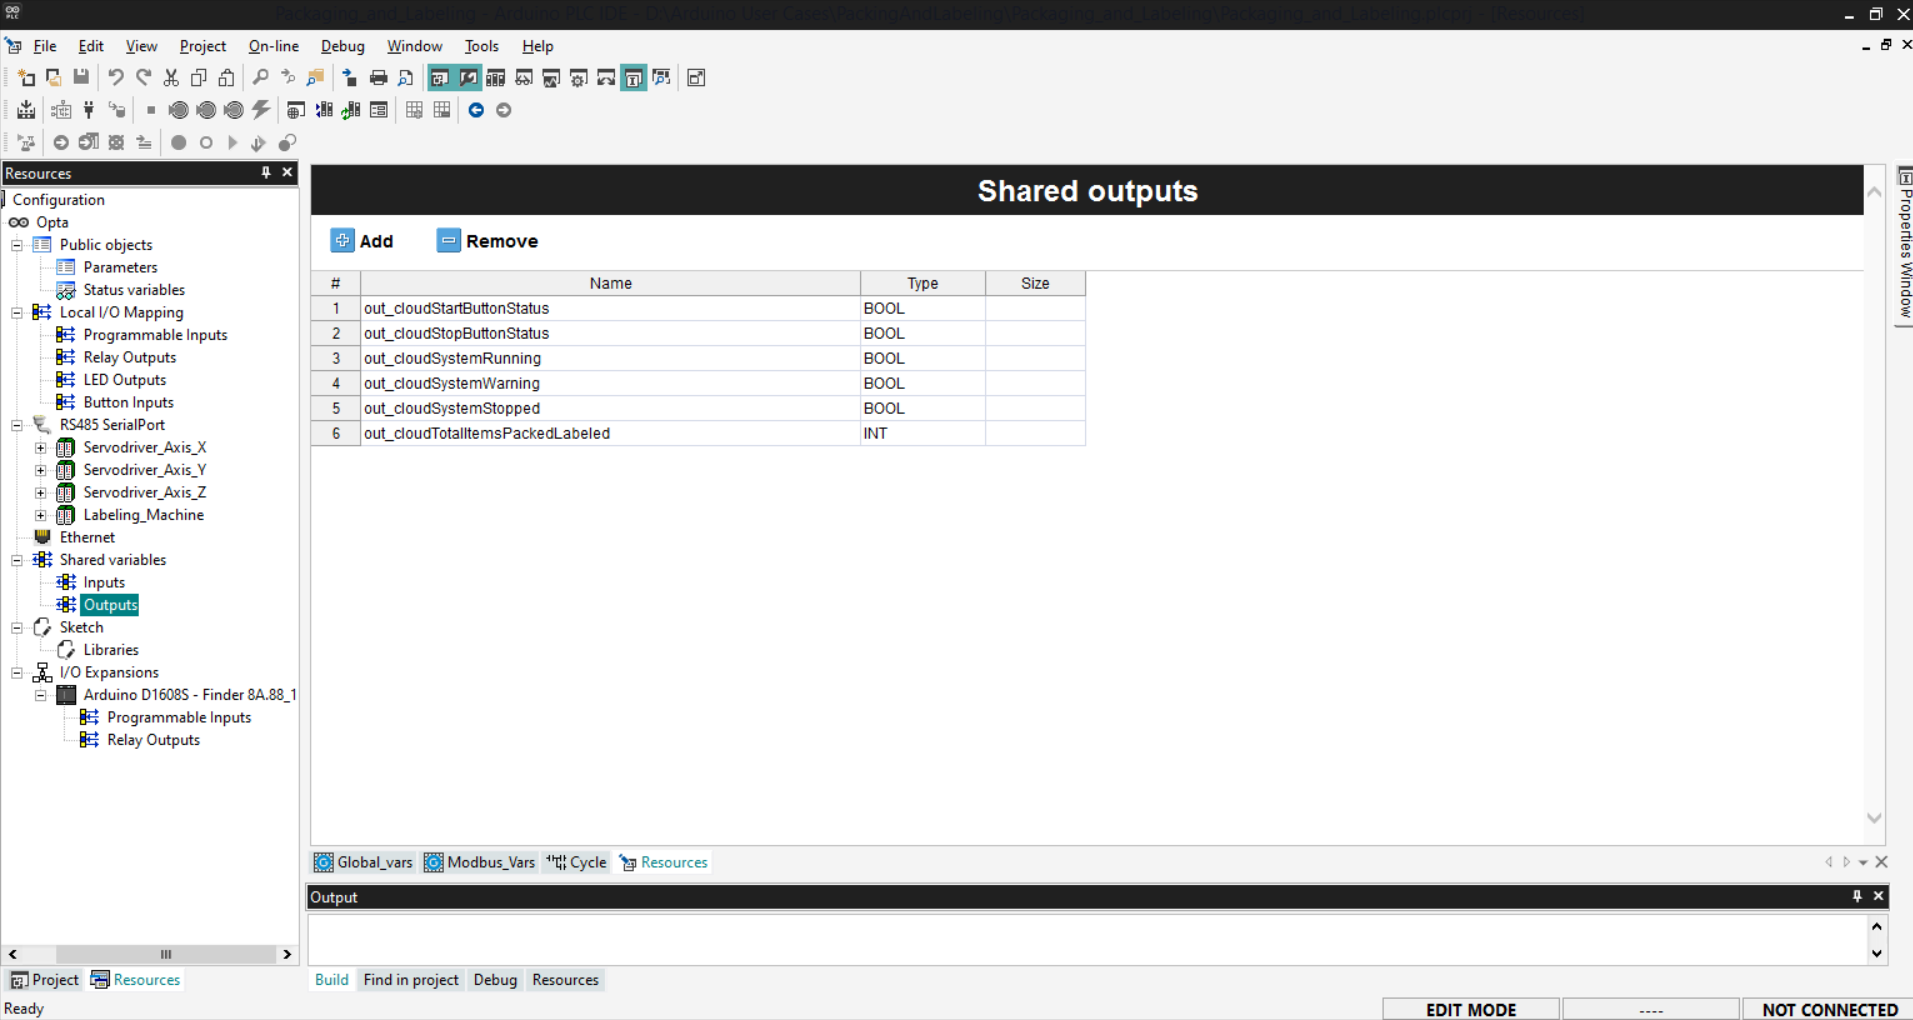 Packaging_and_Labeling - Arduino PLC IDE - D:\Arduino User Cases\PackingAndLabeling\Packaging_and_Labeling\Packaging_and_Labeling.plcprj - [Resources]
File Edit View Project On-line Debug Window Tools Help
Resources
Configuration
Opta
Public objects
Parameters
Status variables
Local I/O Mapping
Programmable Inputs
Relay Outputs
LED Outputs
Button Inputs
RS485 SerialPort
Servodriver_Axis_X
Servodriver_Axis_Y
Servodriver_Axis_Z
Labeling_Machine
Ethernet
Shared variables
Inputs
Outputs
Sketch
Libraries
I/O Expansions
Arduino D1608S - Finder 8A.88_1
Programmable Inputs
Relay Outputs
Project Resources
Shared outputs
Add Remove
# Name Type Size
1 out_cloudStartButtonStatus BOOL
2 out_cloudStopButtonStatus BOOL
3 out_cloudSystemRunning BOOL
4 out_cloudSystemWarning BOOL
5 out_cloudSystemStopped BOOL
6 out_cloudTotalItemsPackedLabeled INT
Global_vars Modbus_Vars Cycle Resources
Output
Build Find in project Debug Resources
Properties Window
Ready EDIT MODE ---- NOT CONNECTED